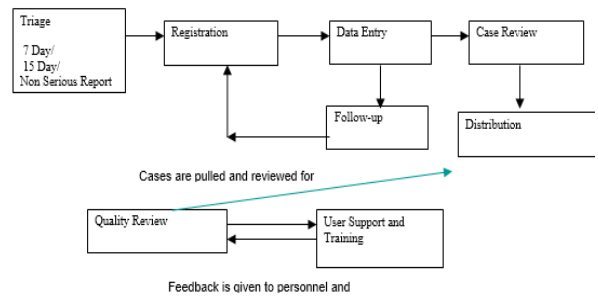 Triage
7 Day/
15 Day/
Non Serious Report
Registration
Data Entry
Case Review
Follow-up
Distribution
Cases are pulled and reviewed for
Quality Review
User Support and
Training
Feedback is given to personnel and